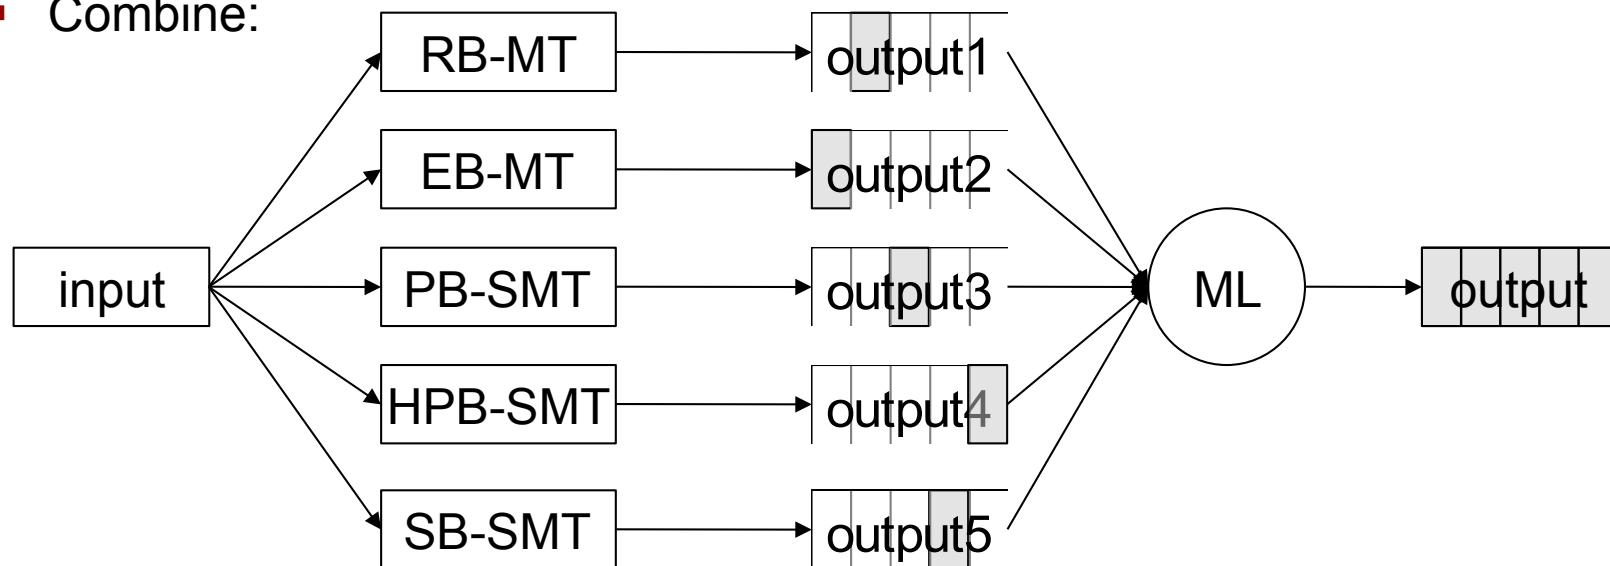 Combine:
RB-MT
output1
EB-MT
output2
input
PB-SMT
output3
ML
output
HPB-SMT
output4
SB-SMT
output5